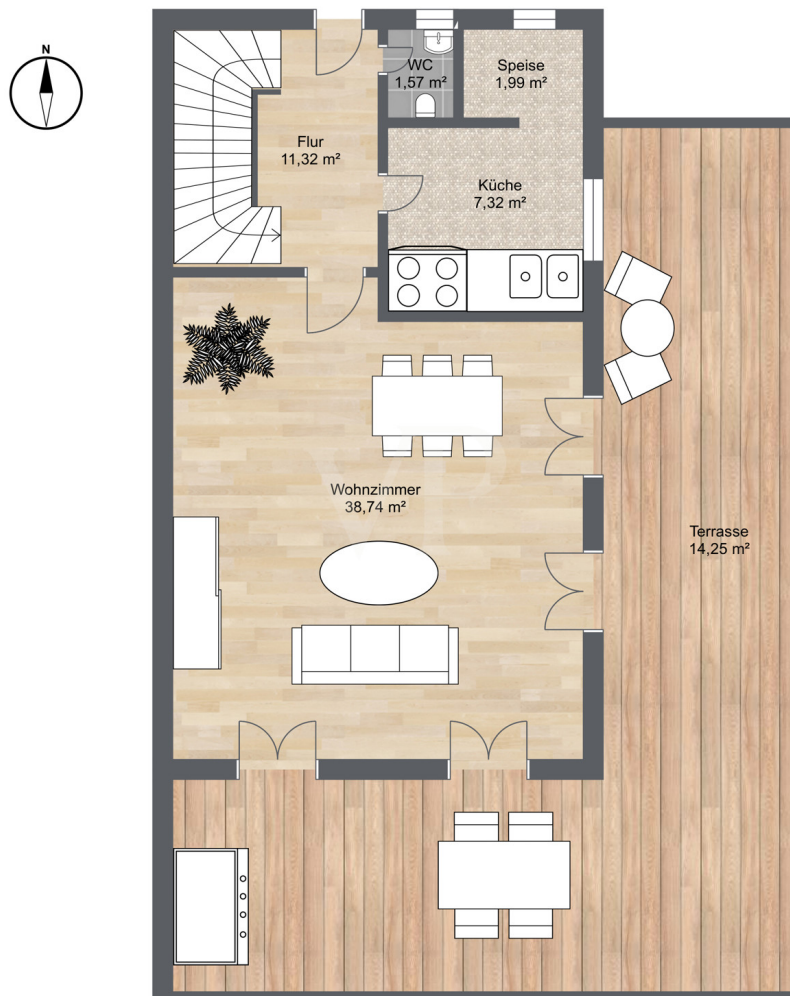 N
WC
1,57 m²
Speise
1,99 m²
Flur
11,32 m²
Küche
7,32 m²
VP
Wohnzimmer
38,74 m²
Terrasse
14,25 m²